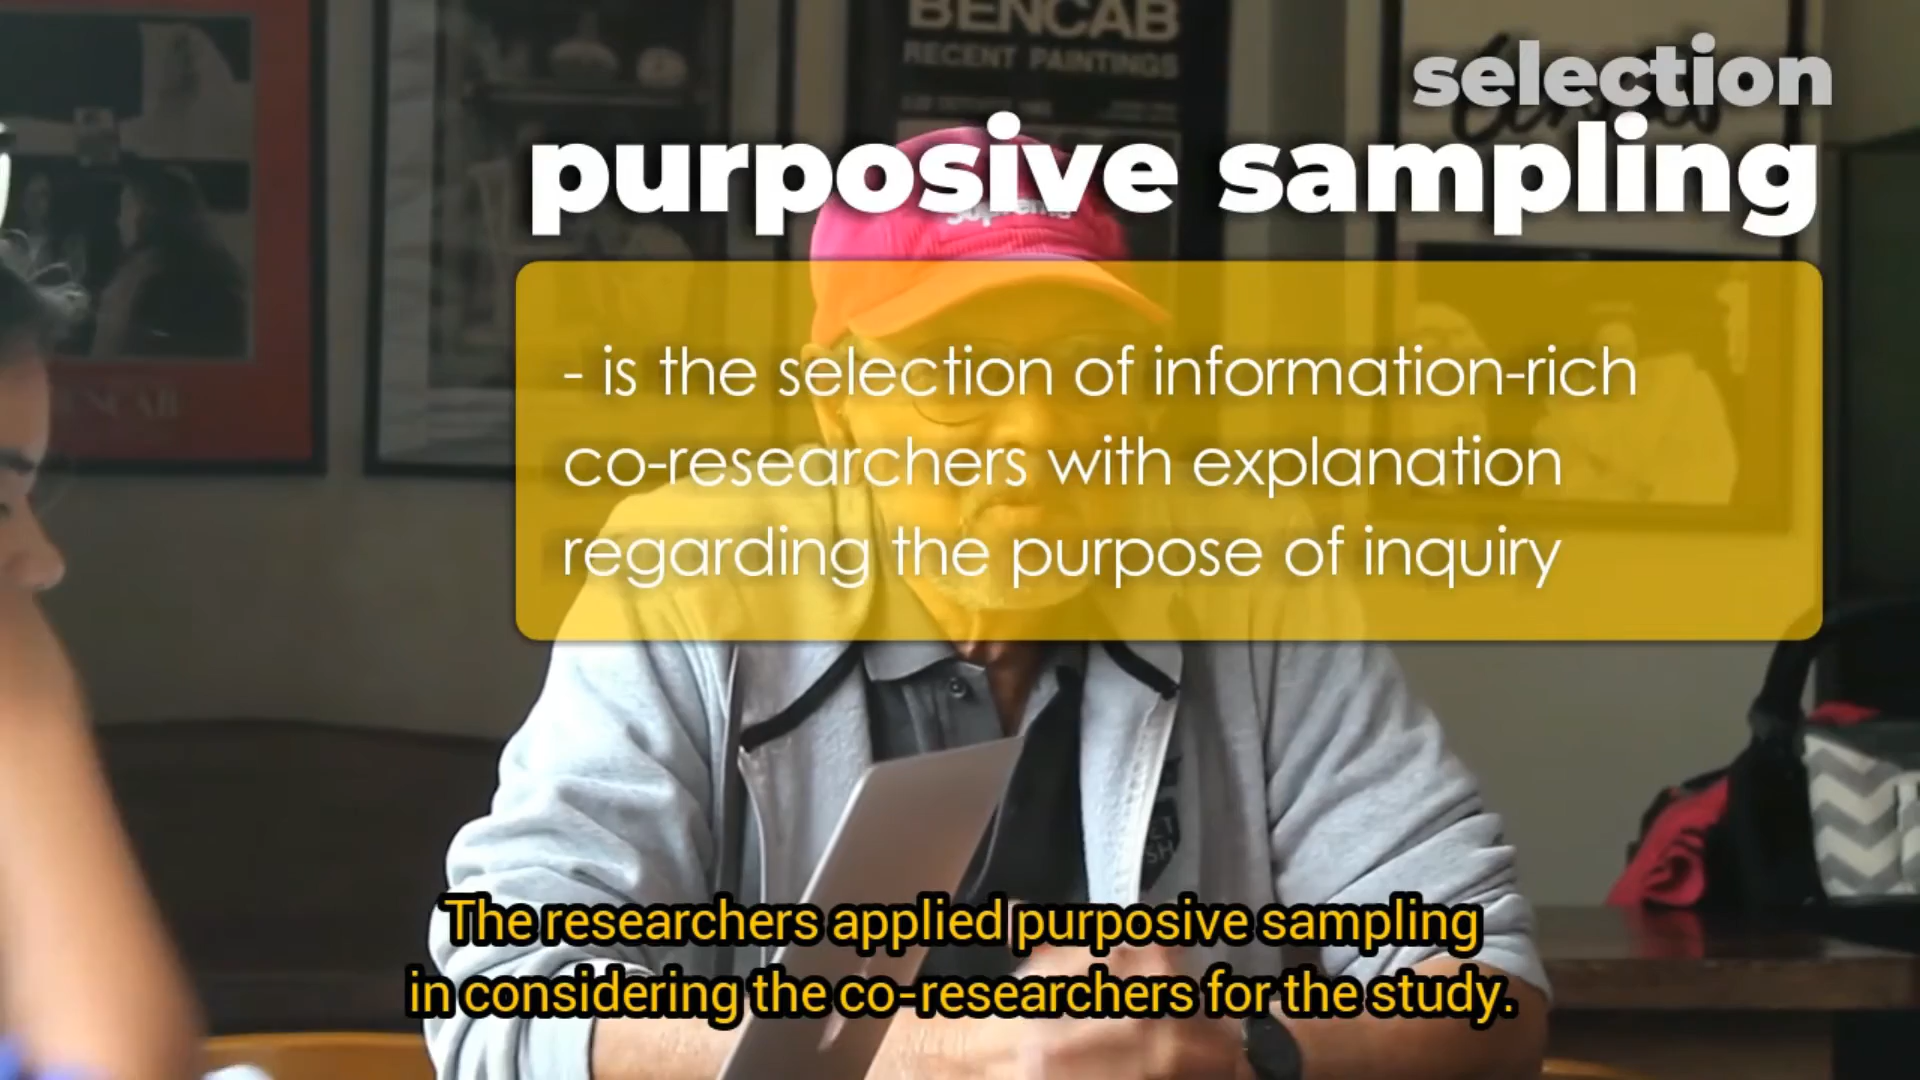 BENCAB
RECENT PAINTINGS
selection
purposive sampling
Supreme
- is the selection of information-rich
co-researchers with explanation
regarding the purpose of inquiry
The researchers applied purposive sampling
in considering the co-researchers for the study.